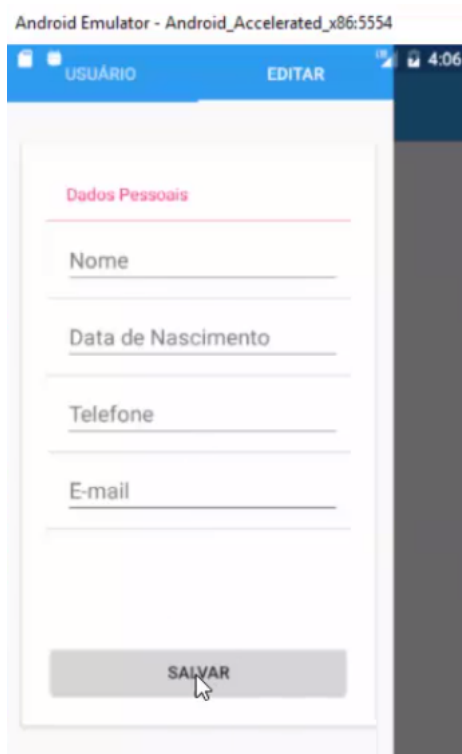 Android Emulator - Android_Accelerated_x86:5554
USUÁRIO EDITAR 4:06
Dados Pessoais
Nome
Data de Nascimento
Telefone
E-mail
SALVAR